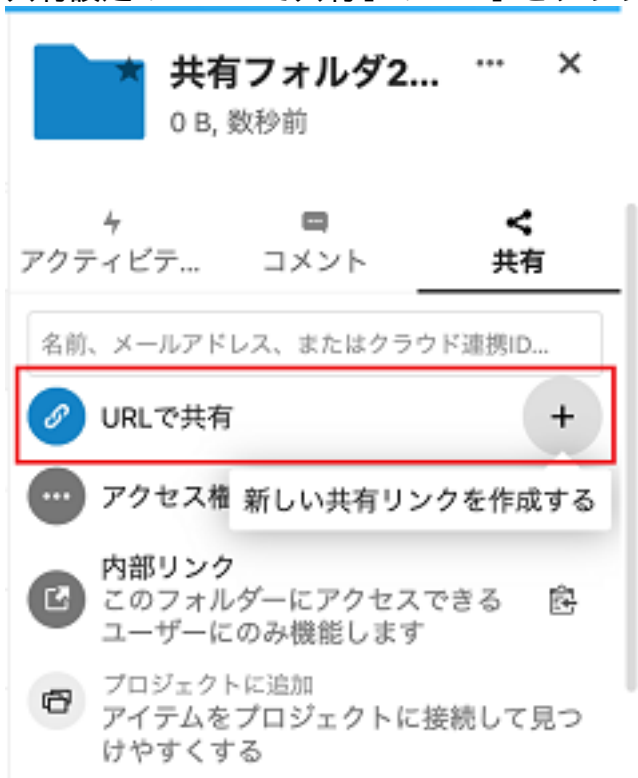 共有フォルダ2...
0 B, 数秒前
アクティビテ...
コメント
共有
名前、メールアドレス、またはクラウド連携ID...
URLで共有
アクセス権
新しい共有リンクを作成する
内部リンク
このフォルダーにアクセスできる
ユーザーにのみ機能します
プロジェクトに追加
アイテムをプロジェクトに接続して見つ
けやすくする